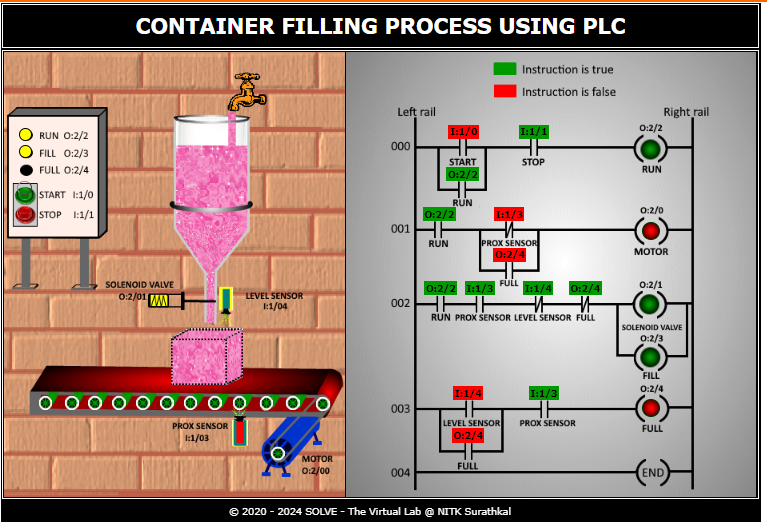 CONTAINER FILLING PROCESS USING PLC
RUN O:2/2
FILL O:2/3
FULL O:2/4
START I:1/0
STOP I:1/1
SOLENOID VALVE
O:2/01
LEVEL SENSOR
I:1/04
PROX SENSOR
I:1/03
MOTOR
O:2/00
Instruction is true
Instruction is false
Left rail Right rail
I:1/0 I:1/1 O:2/2
000
START STOP
O:2/2 RUN
RUN
O:2/2 I:1/3 O:2/0
001
RUN PROX SENSOR MOTOR
O:2/4
FULL
O:2/2 I:1/3 I:1/4 O:2/4 O:2/1
002
RUN PROX SENSOR LEVEL SENSOR FULL
SOLENOID VALVE
O:2/3
FILL
I:1/4 I:1/3 O:2/4
003
LEVEL SENSOR PROX SENSOR FULL
O:2/4
FULL
004 END
© 2020 - 2024 SOLVE - The Virtual Lab @ NITK Surathkal